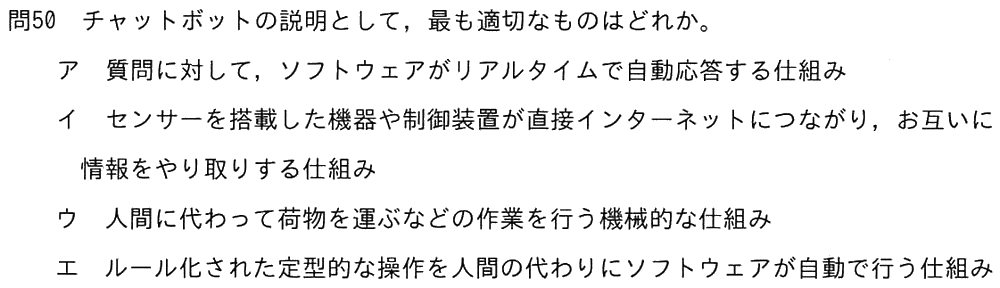 問50　チャットボットの説明として，最も適切なものはどれか。
ア　質問に対して，ソフトウェアがリアルタイムで自動応答する仕組み
イ　センサーを搭載した機器や制御装置が直接インターネットにつながり，お互いに
情報をやり取りする仕組み
ウ　人間に代わって荷物を運ぶなどの作業を行う機械的な仕組み
エ　ルール化された定型的な操作を人間の代わりにソフトウェアが自動で行う仕組み